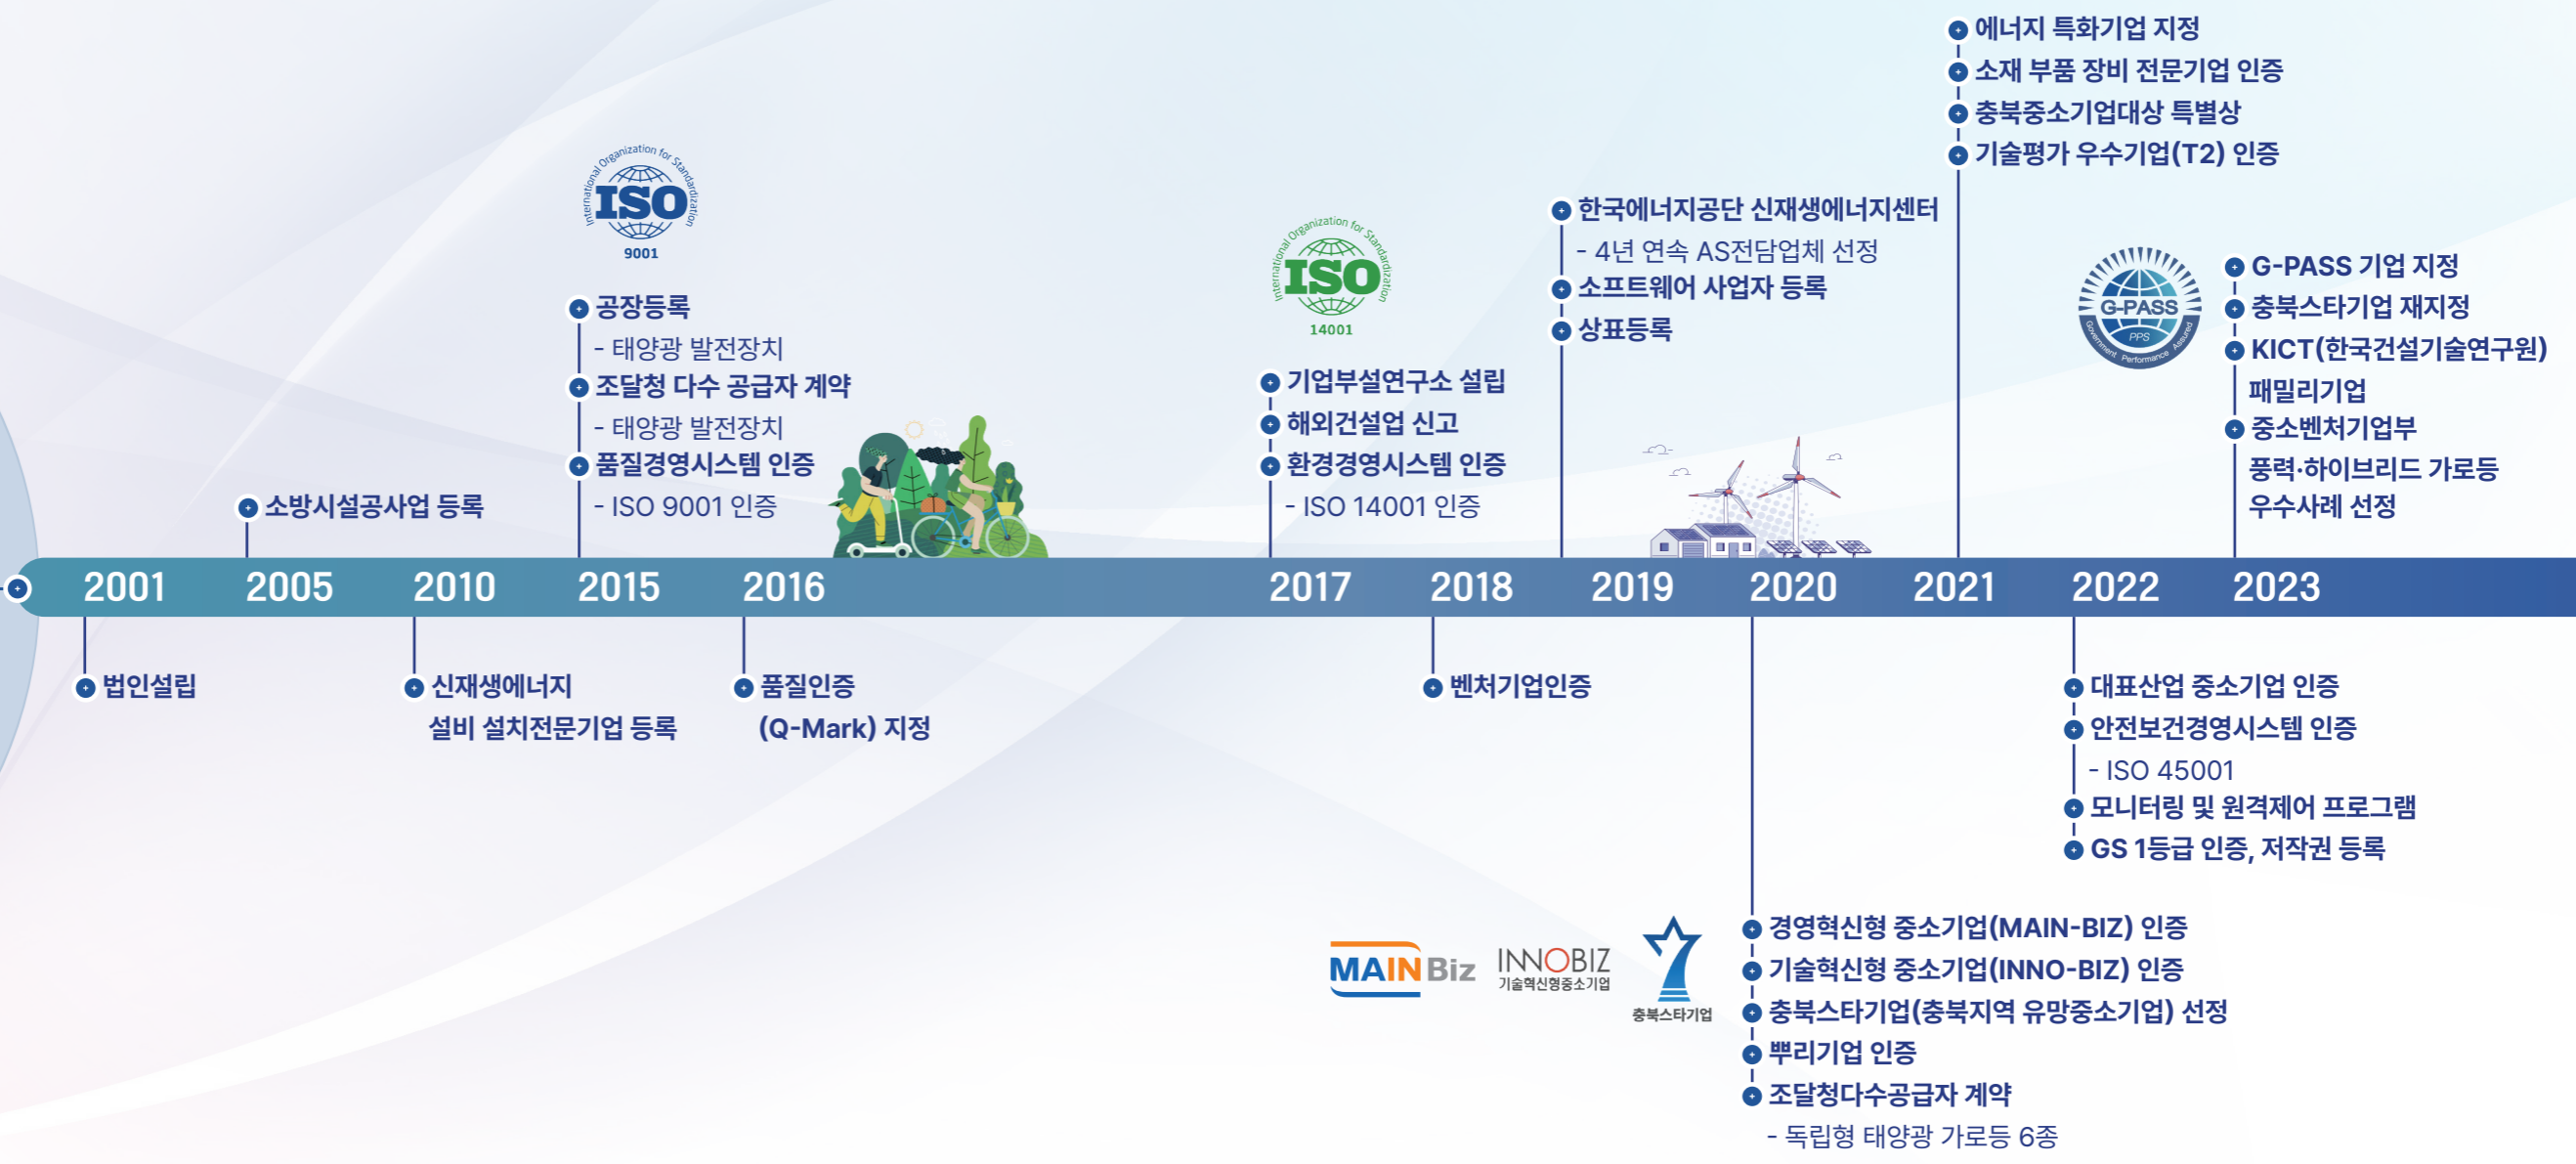 에너지 특화기업 지정
소재 부품 장비 전문기업 인증
충북중소기업대상 특별상
기술평가 우수기업(T2) 인증
International Organization for Standardization
ISO
9001
공장등록
- 태양광 발전장치
조달청 다수 공급자 계약
- 태양광 발전장치
품질경영시스템 인증
- ISO 9001 인증
소방시설공사업 등록
International Organization for Standardization
ISO
14001
기업부설연구소 설립
해외건설업 신고
환경경영시스템 인증
- ISO 14001 인증
한국에너지공단 신재생에너지센터
- 4년 연속 AS전담업체 선정
소프트웨어 사업자 등록
상표등록
G-PASS
PPS
Government Performance Assured
G-PASS 기업 지정
충북스타기업 재지정
KICT(한국건설기술연구원)
패밀리기업
중소벤처기업부
풍력·하이브리드 가로등
우수사례 선정
2001 2005 2010 2015 2016 2017 2018 2019 2020 2021 2022 2023
법인설립
신재생에너지
설비 설치전문기업 등록
품질인증
(Q-Mark) 지정
벤처기업인증
대표산업 중소기업 인증
안전보건경영시스템 인증
- ISO 45001
모니터링 및 원격제어 프로그램
GS 1등급 인증, 저작권 등록
MAIN Biz
INNOBIZ
기술혁신형중소기업
충북스타기업
경영혁신형 중소기업(MAIN-BIZ) 인증
기술혁신형 중소기업(INNO-BIZ) 인증
충북스타기업(충북지역 유망중소기업) 선정
뿌리기업 인증
조달청다수공급자 계약
- 독립형 태양광 가로등 6종